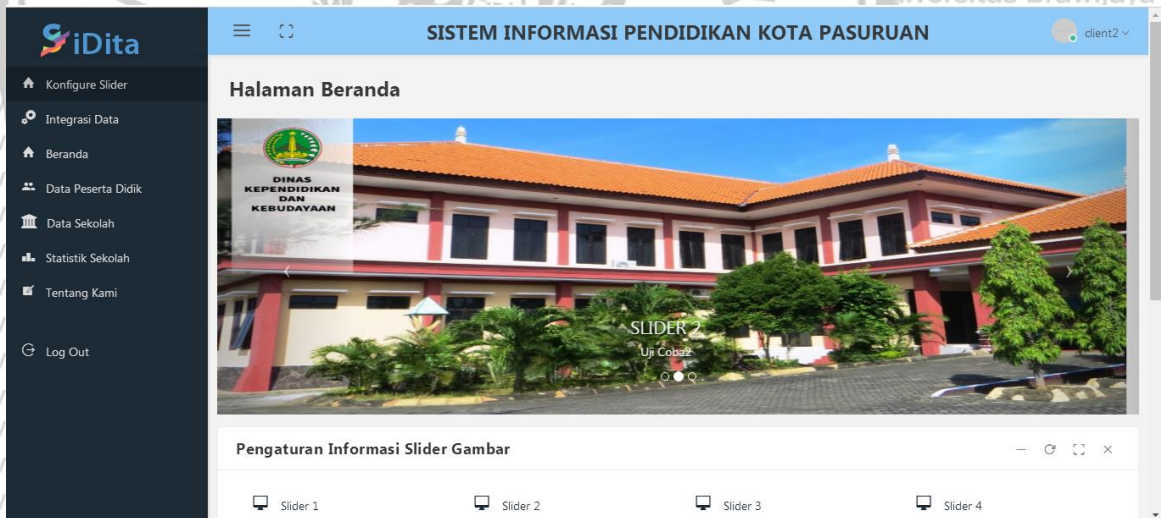 SiDita
SISTEM INFORMASI PENDIDIKAN KOTA PASURUAN
client2
Konfigure Slider
Integrasi Data
Beranda
Data Peserta Didik
Data Sekolah
Statistik Sekolah
Tentang Kami
Log Out
Halaman Beranda
DINAS
KEPENDIDIKAN
DAN
KEBUDAYAAN
SLIDER 2
Uji Cobaz
Pengaturan Informasi Slider Gambar
Slider 1
Slider 2
Slider 3
Slider 4